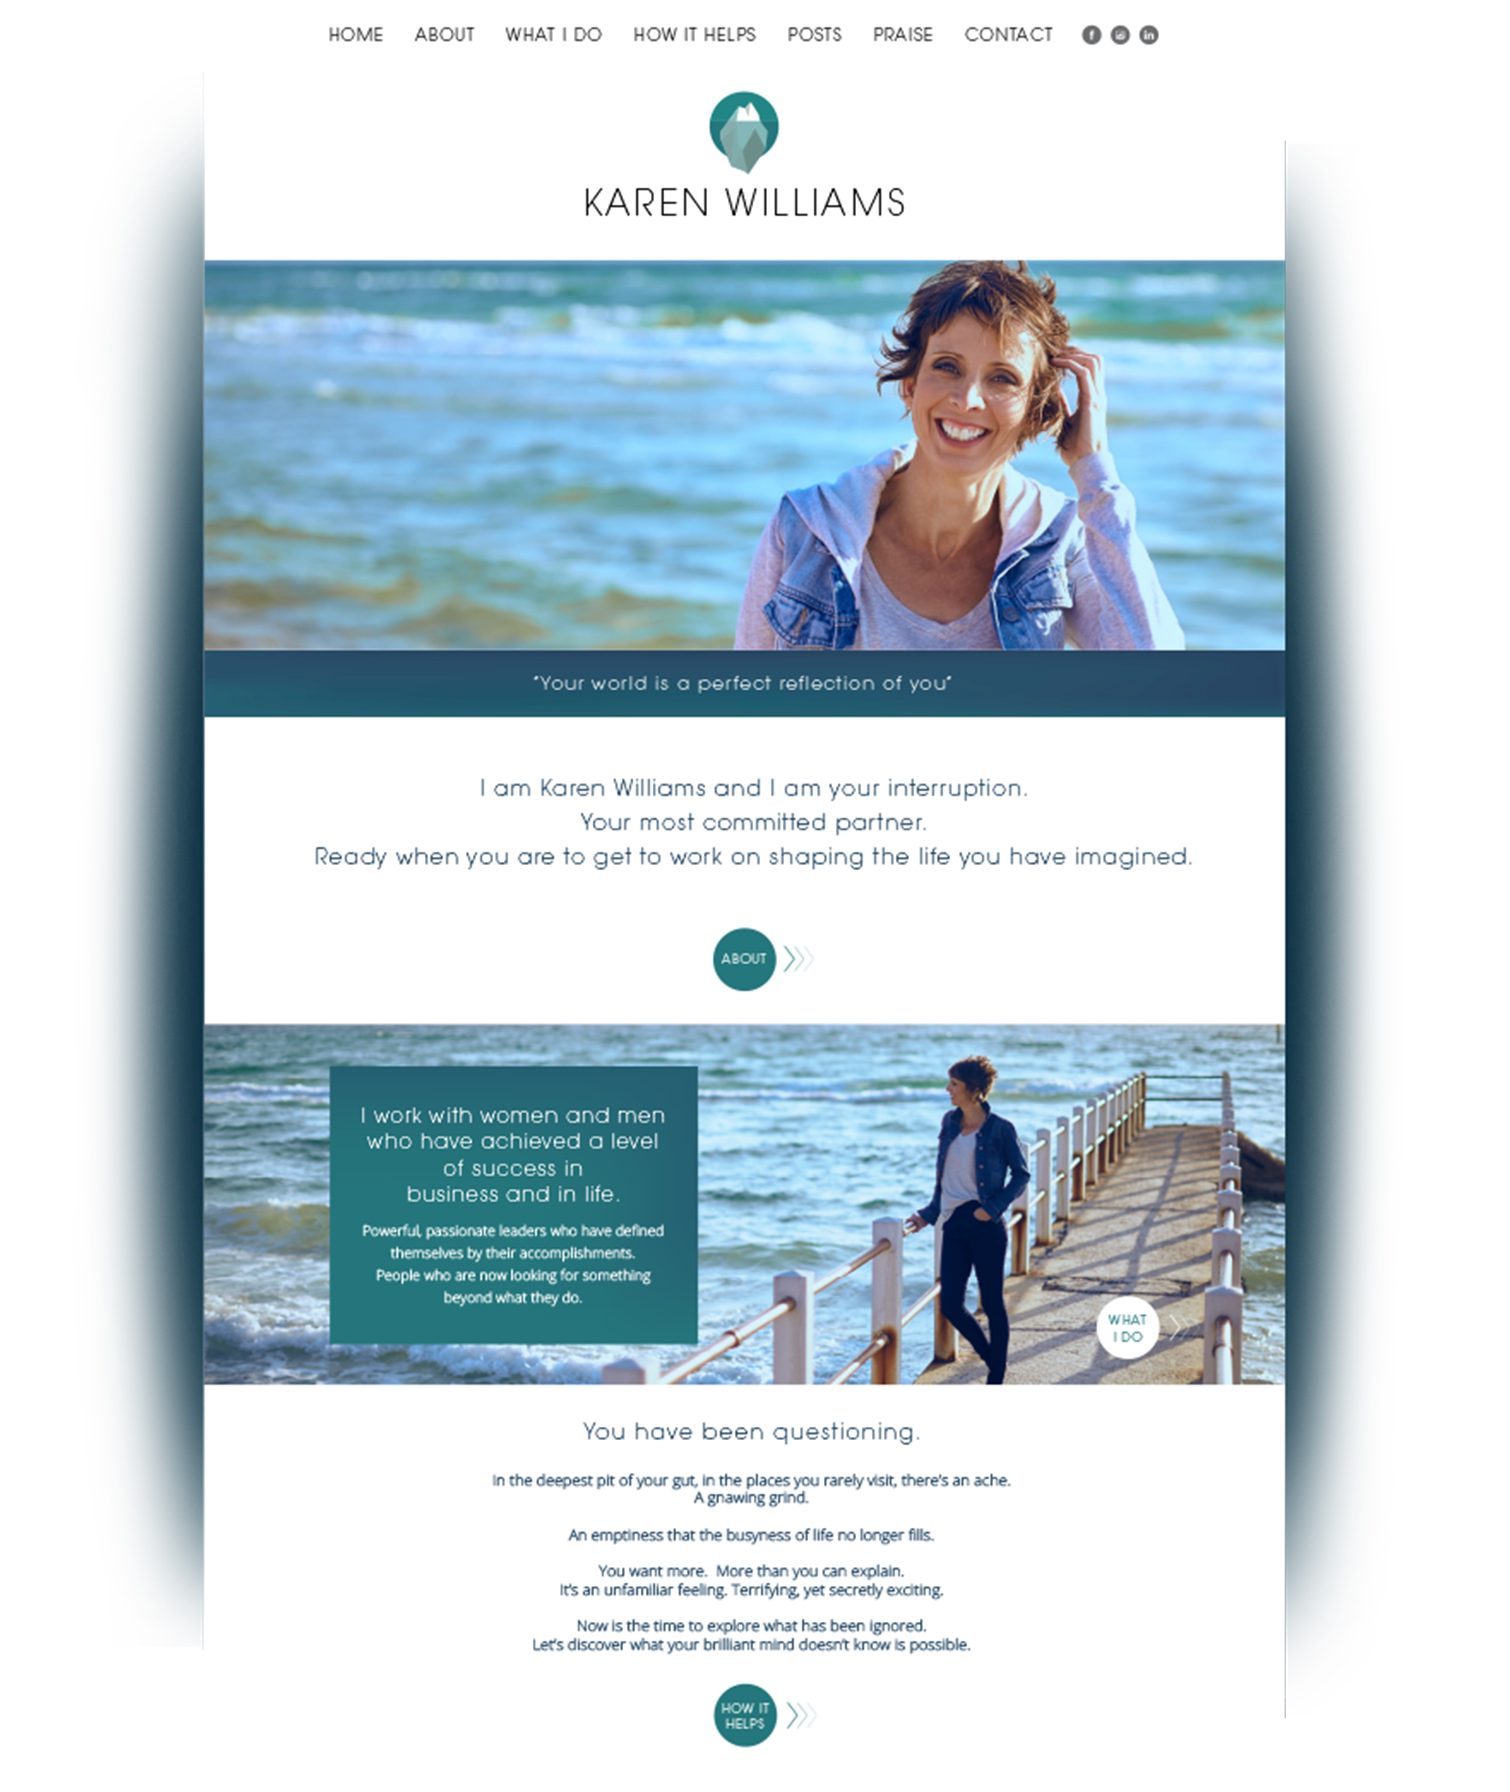 HOME ABOUT WHAT I DO HOW IT HELPS POSTS PRAISE CONTACT
KAREN WILLIAMS
"Your world is a perfect reflection of you"
I am Karen Williams and I am your interruption.
Your most committed partner.
Ready when you are to get to work on shaping the life you have imagined.
ABOUT
I work with women and men
who have achieved a level
of success in
business and in life.
Powerful, passionate leaders who have defined
themselves by their accomplishments.
People who are now looking for something
beyond what they do.
WHAT
I DO
You have been questioning.
In the deepest pit of your gut, in the places you rarely visit, there's an ache.
A gnawing grind.
An emptiness that the busyness of life no longer fills.
You want more. More than you can explain.
It's an unfamiliar feeling. Terrifying, yet secretly exciting.
Now is the time to explore what has been ignored.
Let's discover what your brilliant mind doesn't know is possible.
HOW IT
HELPS